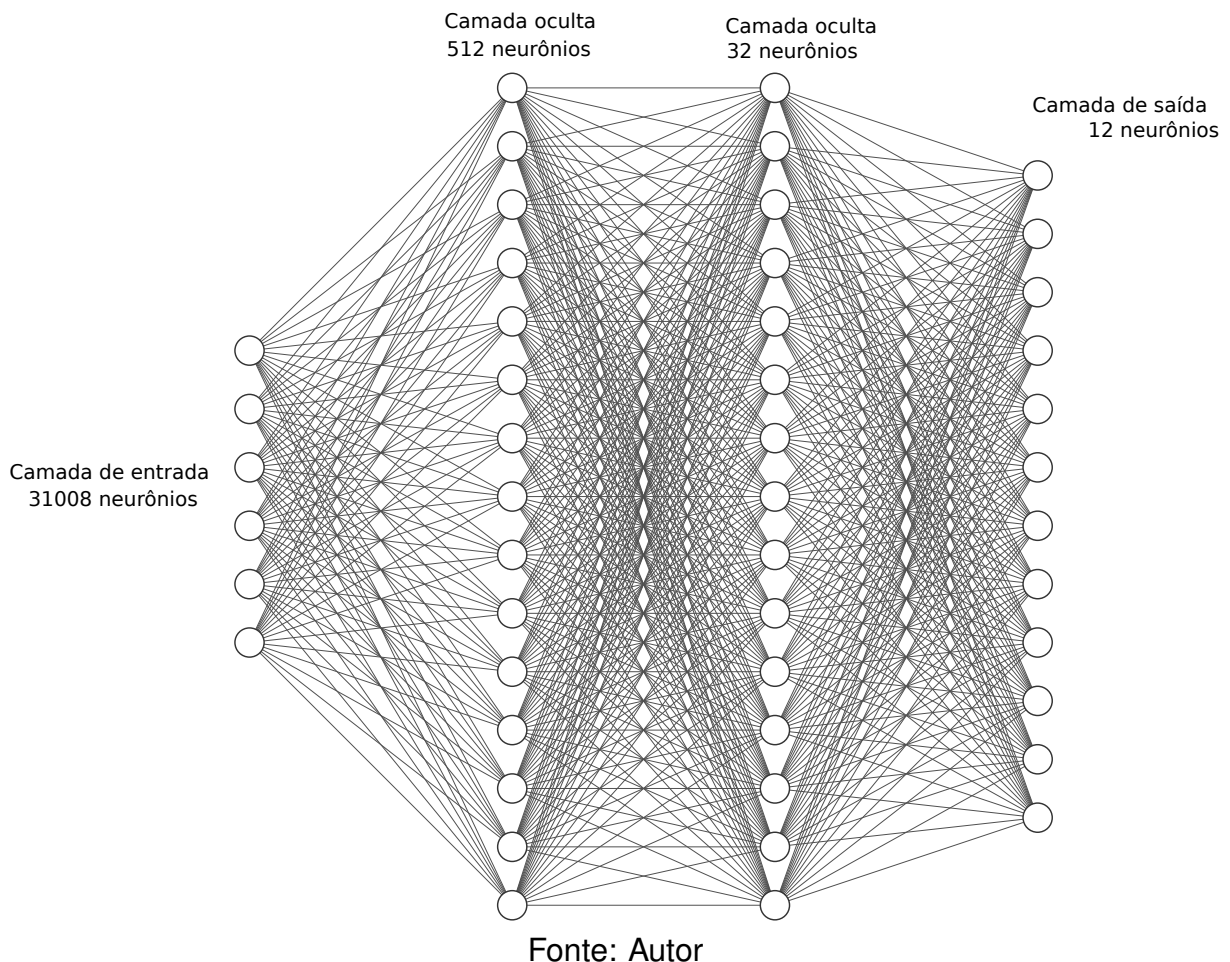 Camada oculta
512 neurônios
Camada oculta
32 neurônios
Camada de saída
12 neurônios
Camada de entrada
31008 neurônios
Fonte: Autor